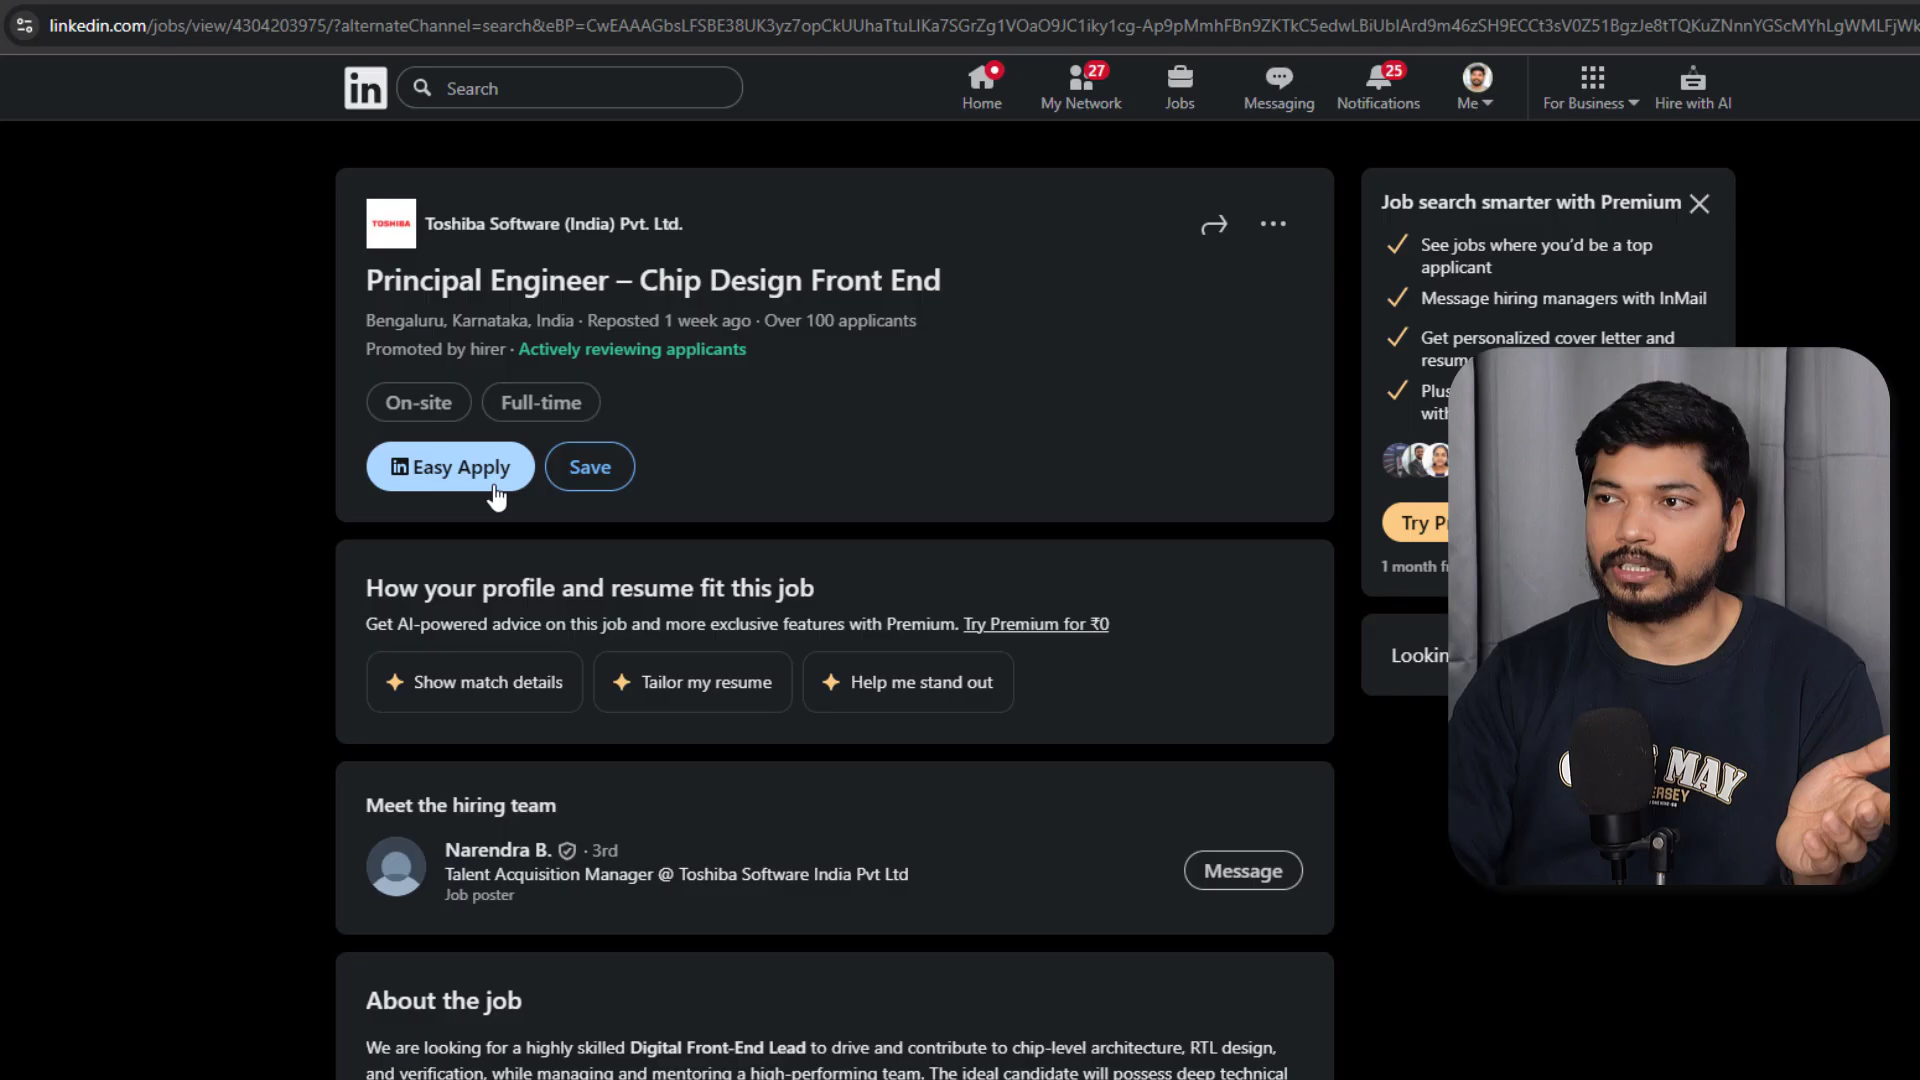 linkedin.com/jobs/view/4304203975/?alternateChannel=search&eBP=CwEAAAGbsLFSBE38UK3yz7opCkUUhaTtuLIKa7SGrZg1VOaO9JC1iky1cg-Ap9pMmhFBn9ZKTkC5edwLBiUbIArd9m46zSH9ECCt3sV0Z51BgzJe8tTQKuZNnnYGScMYhLgWMLFjWk
in
Search
27
25
Home
My Network
Jobs
Messaging
Notifications
Me
For Business
Hire with AI
TOSHIBA
Toshiba Software (India) Pvt. Ltd.
Principal Engineer – Chip Design Front End
Bengaluru, Karnataka, India · Reposted 1 week ago · Over 100 applicants
Promoted by hirer · Actively reviewing applicants
On-site
Full-time
in Easy Apply
Save
How your profile and resume fit this job
Get AI-powered advice on this job and more exclusive features with Premium. Try Premium for ₹0
Show match details
Tailor my resume
Help me stand out
Meet the hiring team
Narendra B. · 3rd
Talent Acquisition Manager @ Toshiba Software India Pvt Ltd
Job poster
Message
About the job
We are looking for a highly skilled Digital Front-End Lead to drive and contribute to chip-level architecture, RTL design,
and verification, while managing and mentoring a high-performing team. The ideal candidate will possess deep technical
Job search smarter with Premium
See jobs where you'd be a top
applicant
Message hiring managers with InMail
Get personalized cover letter and
resum
Plus
with
Try P
1 month f
Lookin
MAY
ERSEY